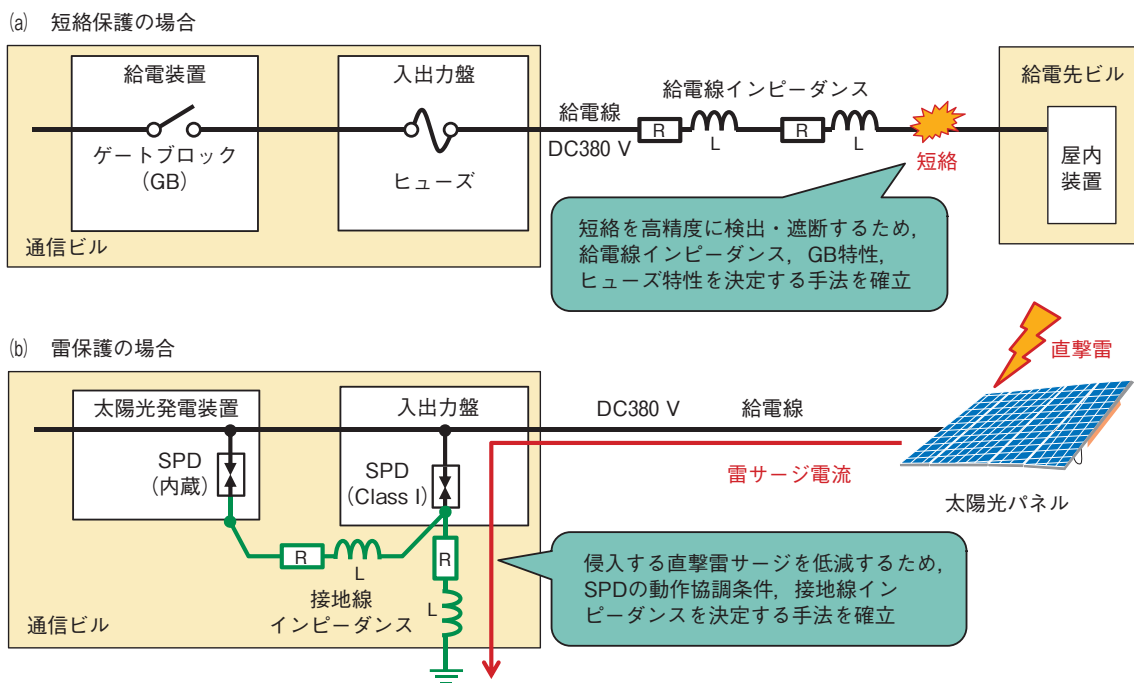 (a) 短絡保護の場合
給電装置
入出力盤
給電先ビル
給電線インピーダンス
給電線
DC380 V
R
L
R
L
短絡
屋内
装置
ゲートブロック
(GB)
ヒューズ
通信ビル
短絡を高精度に検出・遮断するため,
給電線インピーダンス, GB特性,
ヒューズ特性を決定する手法を確立
(b) 雷保護の場合
直撃雷
太陽光発電装置
入出力盤
DC380 V 給電線
SPD
(内蔵)
SPD
(Class I)
雷サージ電流
太陽光パネル
R
L
R
L
接地線
インピーダンス
通信ビル
侵入する直撃雷サージを低減するため,
SPDの動作協調条件, 接地線イン
ピーダンスを決定する手法を確立